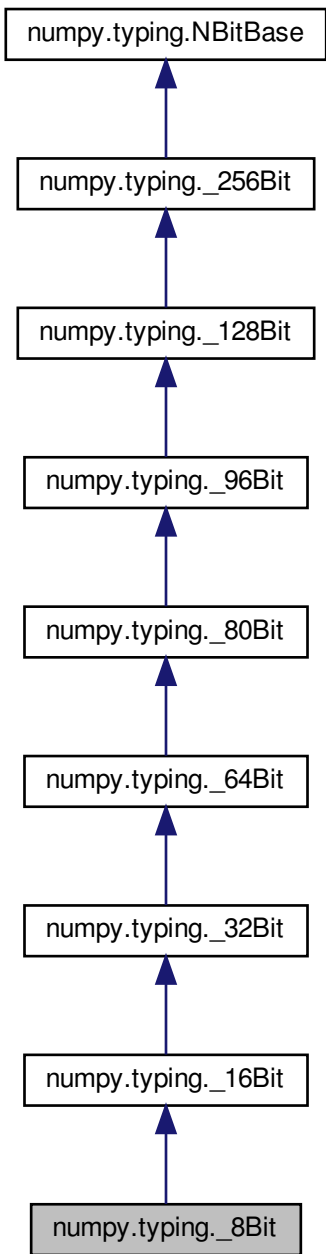 numpy.typing.NBitBase
numpy.typing._256Bit
numpy.typing._128Bit
numpy.typing._96Bit
numpy.typing._80Bit
numpy.typing._64Bit
numpy.typing._32Bit
numpy.typing._16Bit
numpy.typing._8Bit